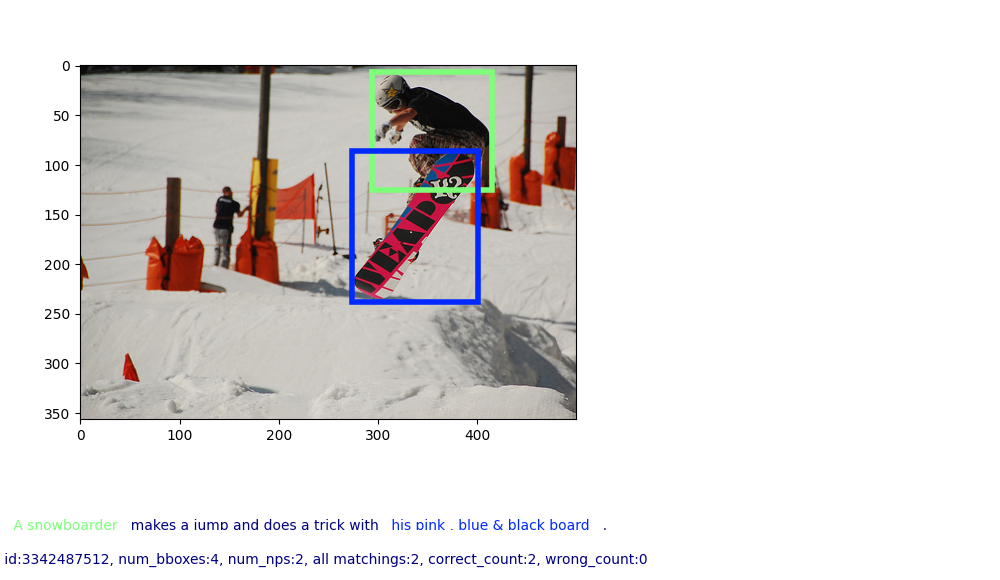 0
50
100
150
200
250
300
350
0 100 200 300 400
A snowboarder makes a jump and does a trick with his pink , blue & black board .
id:3342487512, num_bboxes:4, num_nps:2, all matchings:2, correct_count:2, wrong_count:0